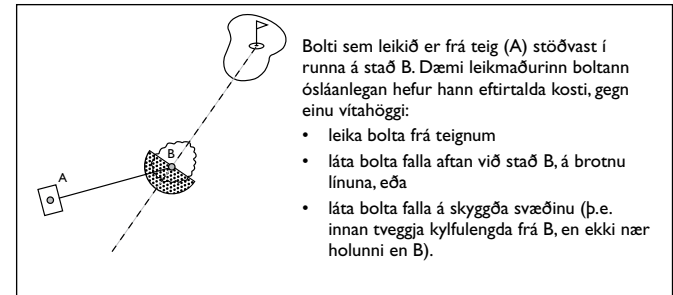 Bolti sem leikið er frá teig (A) stöðvast í
runna á stað B. Dæmi leikmaðurinn boltann
ósláanlegan hefur hann eftirtalda kosti, gegn
einu vítahöggi:
• leika bolta frá teignum
• láta bolta falla aftan við stað B, á brotnu
línuna, eða
• láta bolta falla á skyggða svæðinu (þ.e.
innan tveggja kylfulengda frá B, en ekki nær
holunni en B).
B
A